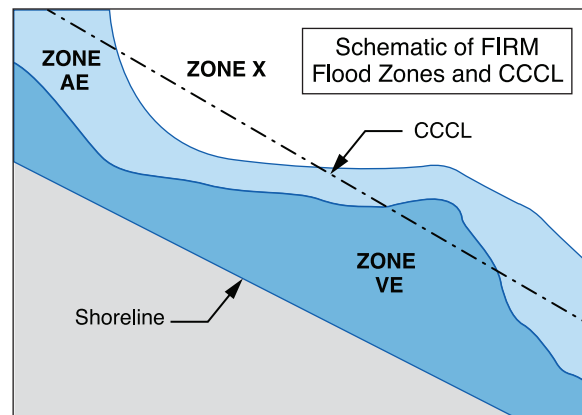 ZONE
AE
ZONE X
Schematic of FIRM
Flood Zones and CCCL
CCCL
ZONE
VE
Shoreline